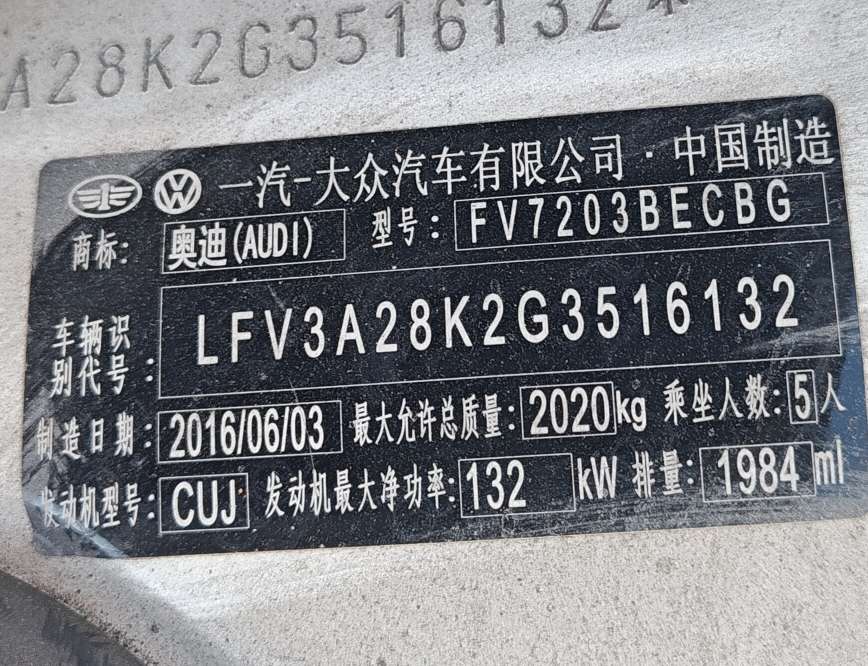 A28K2G3516132*
一汽-大众汽车有限公司·中国制造
商标: 奥迪(AUDI) 型号: FV7203BECBG
车辆识别代号: LFV3A28K2G3516132
制造日期: 2016/06/03 最大允许总质量: 2020kg 乘坐人数: 5人
发动机型号: CUJ 发动机最大净功率: 132 kW 排量: 1984 ml